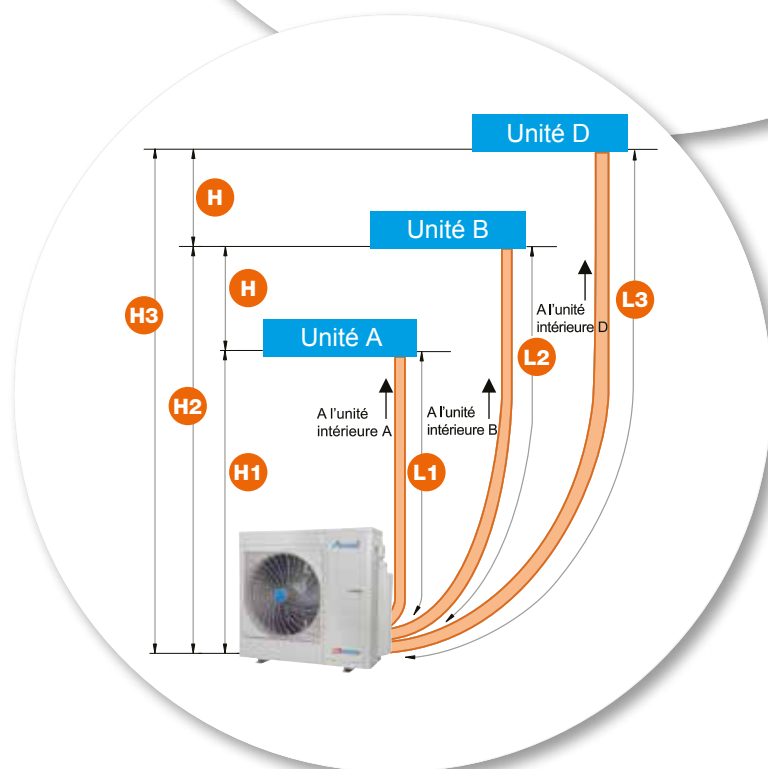 Unité D
H
Unité B
A l'unité
intérieure D
H
L3
H3
Unité A
L2
H2
A l'unité
intérieure A
A l'unité
intérieure B
H1
L1